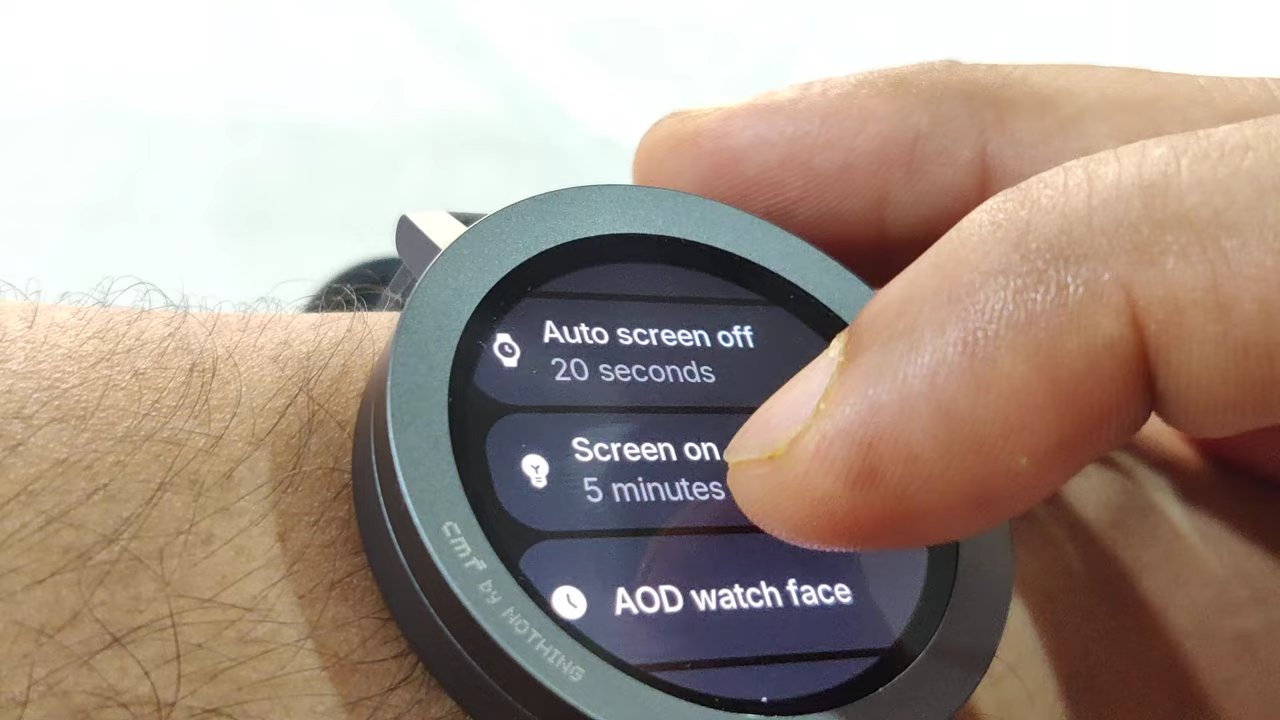 Auto screen off
20 seconds
Screen on
5 minutes
AOD watch face
cmf by NOTHING